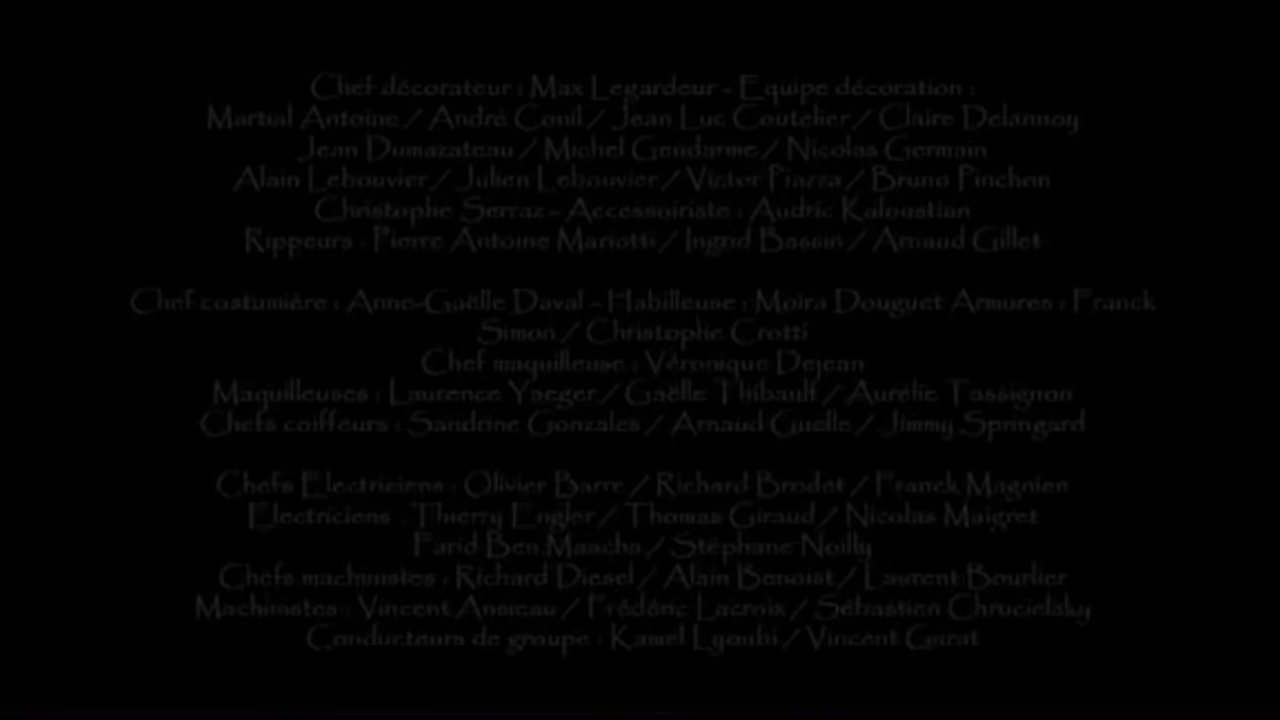 Chef décorateur : Max Legardeur - Equipe décoration :
Martial Antoine / André Conil / Jean Luc Coutelier / Claire Delannoy
Jean Dumazateau / Michel Gendarme / Nicolas Germain
Alain Lebouvier / Julien Lebouvier / Victor Piazza / Bruno Pinchon
Christophe Serraz - Accessoiriste : Audric Kaloustian
Rippeurs : Pierre Antoine Mariotti / Ingrid Bassin / Arnaud Gillet
Chef costumière : Anne-Gaëlle Daval - Habilleuse : Moïra Douguet Armures : Franck
Simon / Christophe Crotti
Chef maquilleuse : Véronique Dejean
Maquilleuses : Laurence Yaeger / Gaëlle Thibault / Aurélie Tassignon
Chefs coiffeurs : Sandrine Gonzales / Arnaud Guelle / Jimmy Springard
Chefs Electriciens : Olivier Barre / Richard Brodet / Franck Magnien
Electriciens : Thierry Engler / Thomas Giraud / Nicolas Maigret
Farid Ben Mascha / Stéphane Noilly
Chefs machinistes : Richard Diesel / Alain Benoist / Laurent Bourlier
Machinistes : Vincent / Frédéric Lacroix / Sébastien
Conducteurs de groupe : Kamel Lyoubi / Vincent Garat